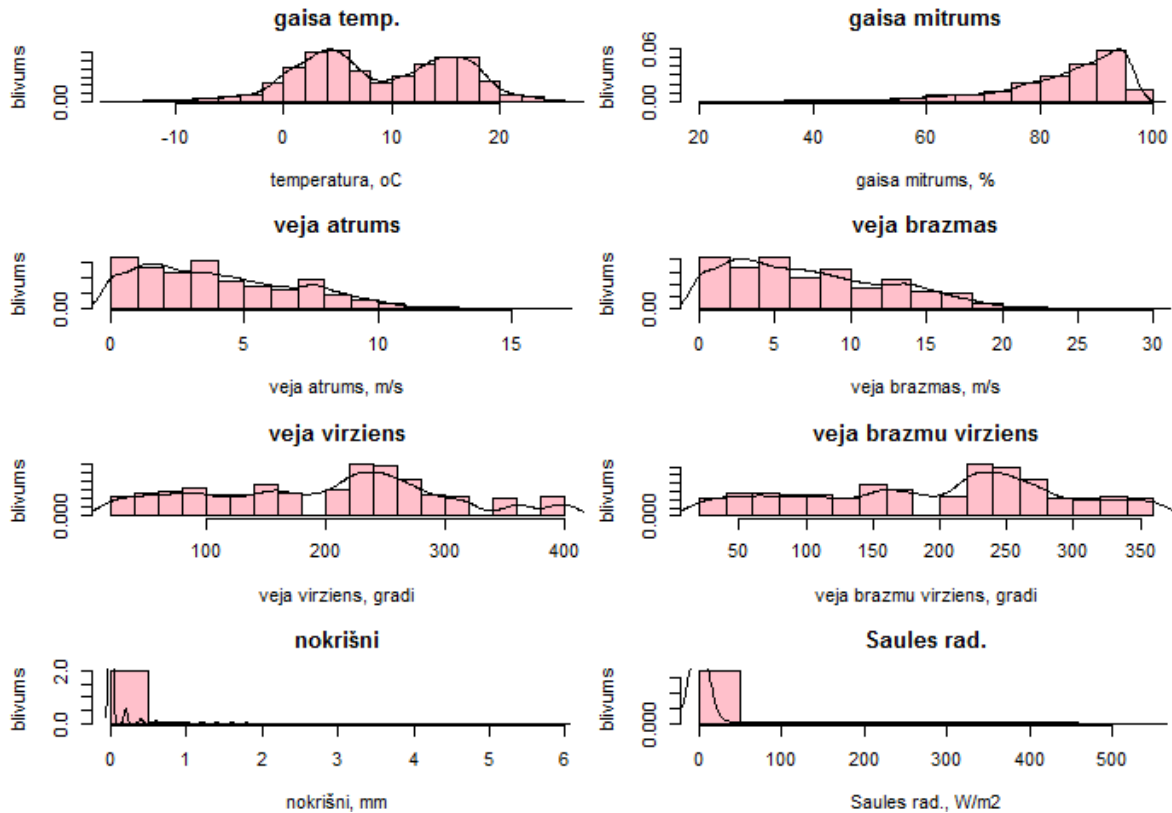 gaisa temp.
blivums
0.00
-10 0 10 20
temperatura, oC
gaisa mitrums
blivums
0.00 0.06
20 40 60 80 100
gaisa mitrums, %
veja atrums
blivums
0.00
0 5 10 15
veja atrums, m/s
veja brazmas
blivums
0.00
0 5 10 15 20 25 30
veja brazmas, m/s
veja virziens
blivums
0.000
100 200 300 400
veja virziens, gradi
veja brazmu virziens
blivums
0.000
50 100 150 200 250 300 350
veja brazmu virziens, gradi
nokrišni
blivums
0.0 2.0
0 1 2 3 4 5 6
nokrišni, mm
Saules rad.
blivums
0.000
0 100 200 300 400 500
Saules rad., W/m2